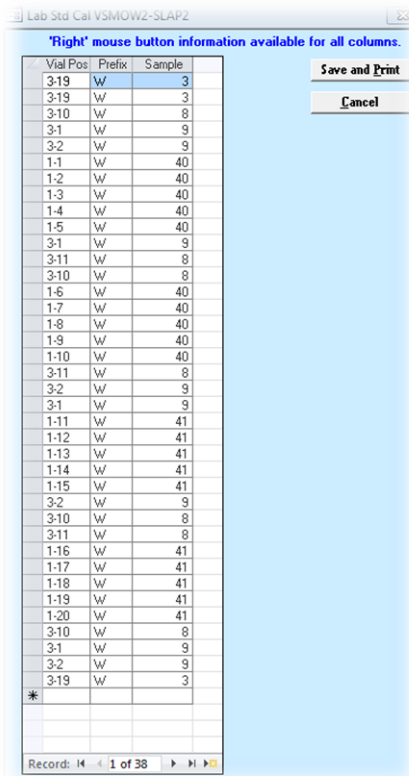 Lab Std Cal VSMOW2-SLAP2
'Right' mouse button information available for all columns.
Vial Pos Prefix Sample
3-19 W 3
3-19 W 3
3-10 W 8
3-1 W 9
3-2 W 9
1-1 W 40
1-2 W 40
1-3 W 40
1-4 W 40
1-5 W 40
3-1 W 9
3-11 W 8
3-10 W 8
1-6 W 40
1-7 W 40
1-8 W 40
1-9 W 40
1-10 W 40
3-11 W 8
3-2 W 9
3-1 W 9
1-11 W 41
1-12 W 41
1-13 W 41
1-14 W 41
1-15 W 41
3-2 W 9
3-10 W 8
3-11 W 8
1-16 W 41
1-17 W 41
1-18 W 41
1-19 W 41
1-20 W 41
3-10 W 8
3-1 W 9
3-2 W 9
3-19 W 3
Record: 1 of 38
Save and Print
Cancel